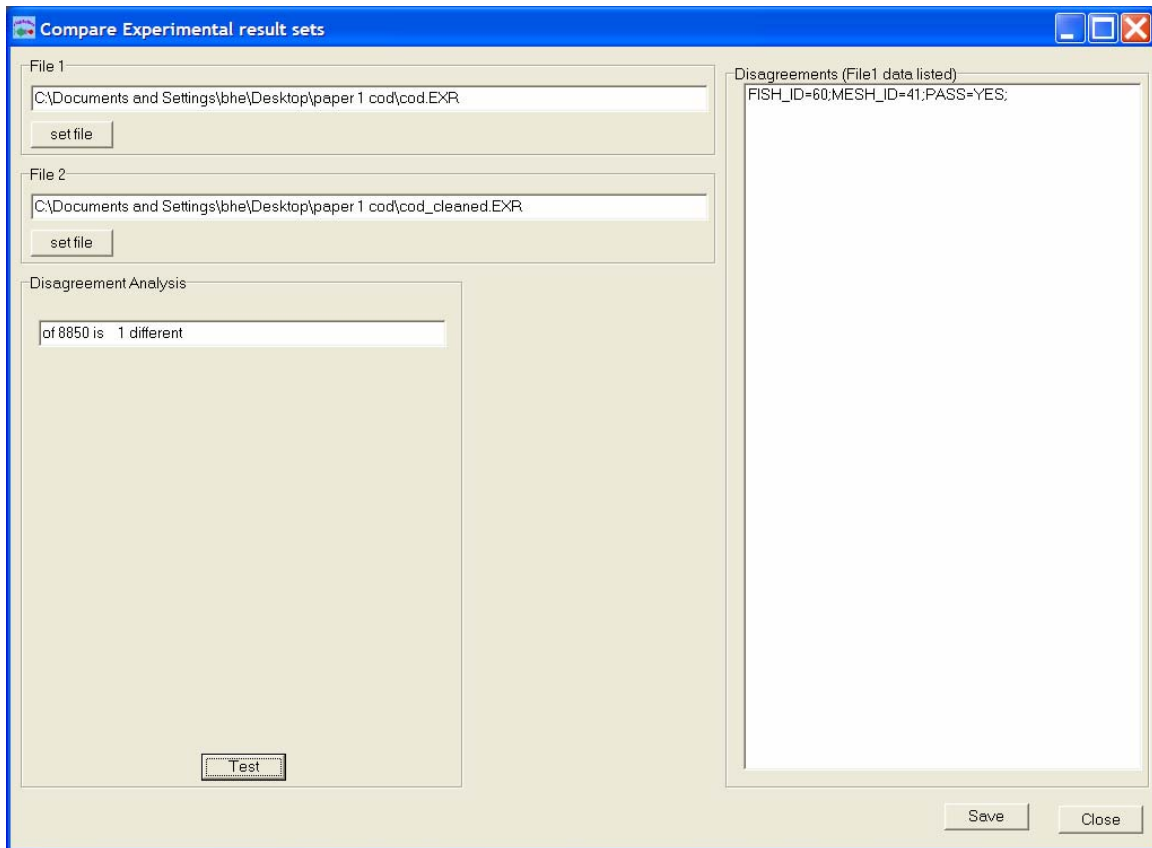 Compare Experimental result sets
File 1
C:\Documents and Settings\bhe\Desktop\paper 1 cod\cod.EXR
set file
File 2
C:\Documents and Settings\bhe\Desktop\paper 1 cod\cod_cleaned.EXR
set file
Disagreement Analysis
of 8850 is 1 different
Test
Disagreements (File1 data listed)
FISH_ID=60;MESH_ID=41;PASS=YES;
Save
Close